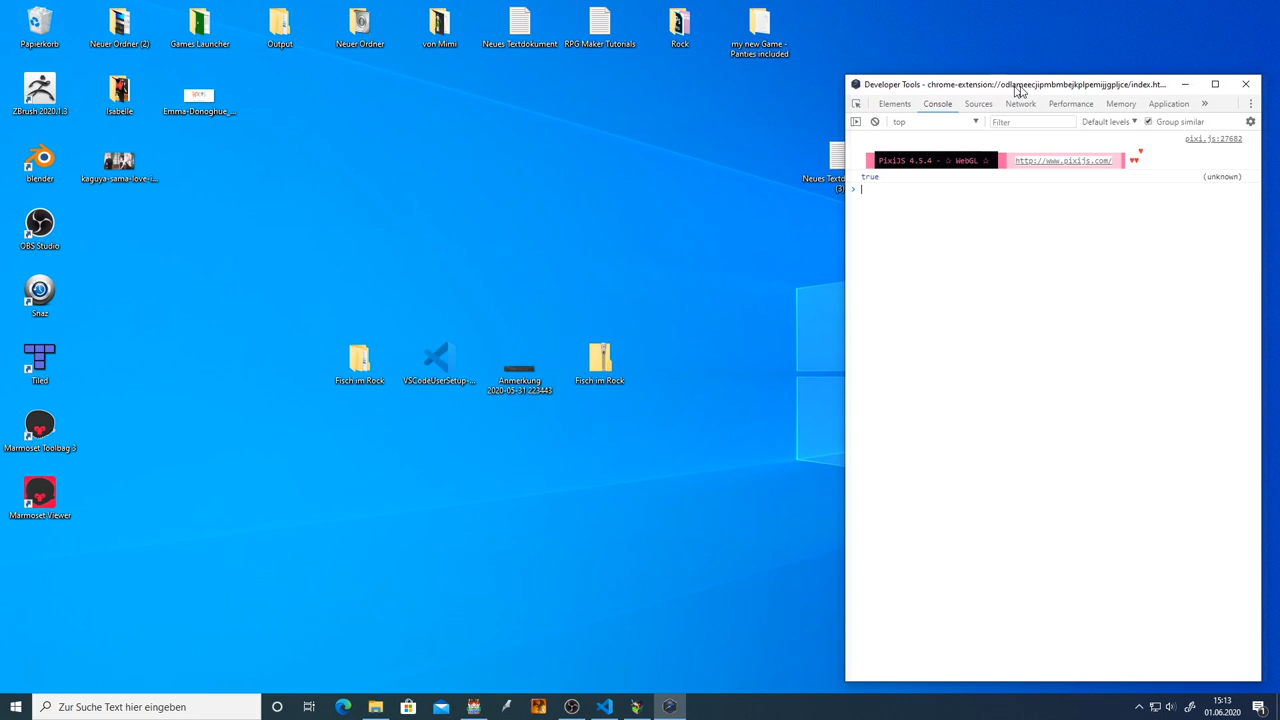 Papierkorb
Neuer Ordner (2)
Games Launcher
Output
Neuer Ordner
von Mimi
Neues Textdokument
RPG Maker Tutorials
Rock
my new Game -
Panties included
ZBrush 2020.1.3
Isabelle
Emma-Donoghue_...
blender
kaguya-sama-love-i...
OBS Studio
Snaz
Tiled
Marmoset Toolbag 3
Marmoset Viewer
Fisch im Rock
VSCodeUserSetup-...
Anmerkung
2020-05-31 223443
Fisch im Rock
Neues Textd
(3)
Developer Tools - chrome-extension://odlameecjipmbmbejkplpemijjgpljce/index.ht...
Elements
Console
Sources
Network
Performance
Memory
Application
»
top
Filter
Default levels
Group similar
pixi.js:27682
PixiJS 4.5.4 - ☆ WebGL ☆
http://www.pixijs.com/
♥♥♥
true
(unknown)
>
Zur Suche Text hier eingeben
15:13
01.06.2020
1